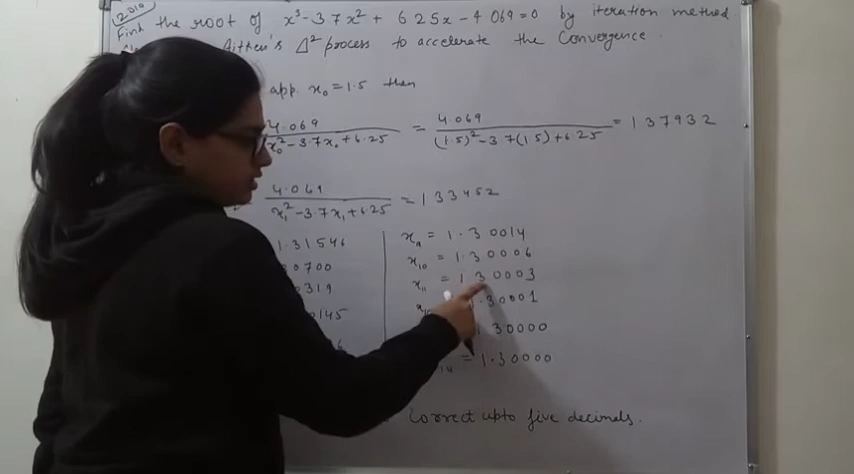 2010
Find the root of x³-3.7x² + 6.25x-4.069=0 by iteration method
Aitken's Δ² process to accelerate the Convergence.
app. x₀ = 1.5 then
4.069 / x₀²-3.7x₀+6.25 = 4.069 / (1.5)²-3.7(1.5)+6.25 = 1.37932
4.069 / x₁²-3.7x₁+6.25 = 1.33452
1.31546
0700
0319
0145
6
x₉ = 1.30014
x₁₀ = 1.30006
x₁₁ = 1.30003
1.30001
1.30000
= 1.30000
Correct upto five decimals.